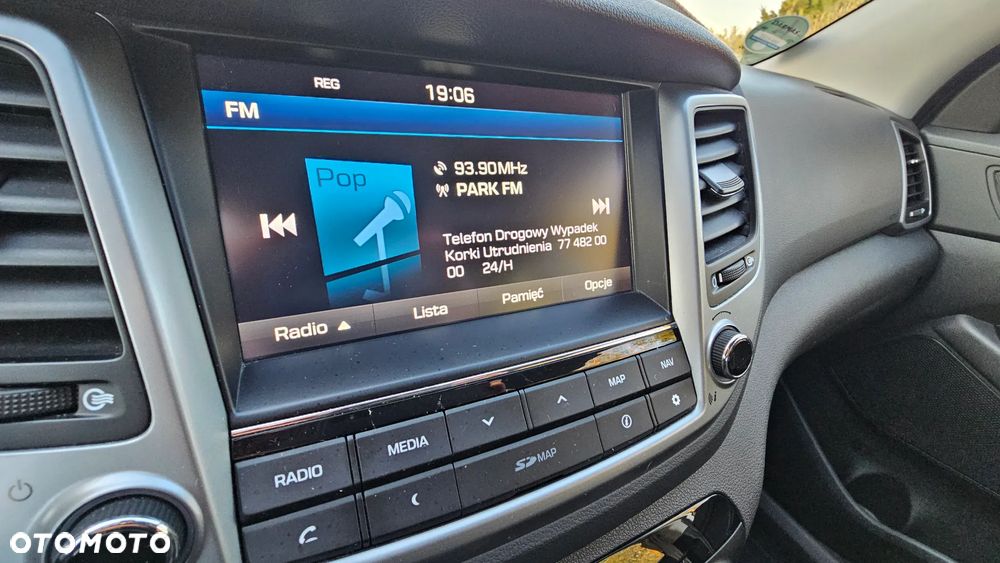 REG
19:06
FM
Pop
93.90MHz
PARK FM
Telefon Drogowy Wypadek
Korki Utrudnienia 77 482 00
00 24/H
Radio
Lista
Pamięć
Opcje
RADIO
MEDIA
MAP
NAV
SD MAP
OTOMOTO